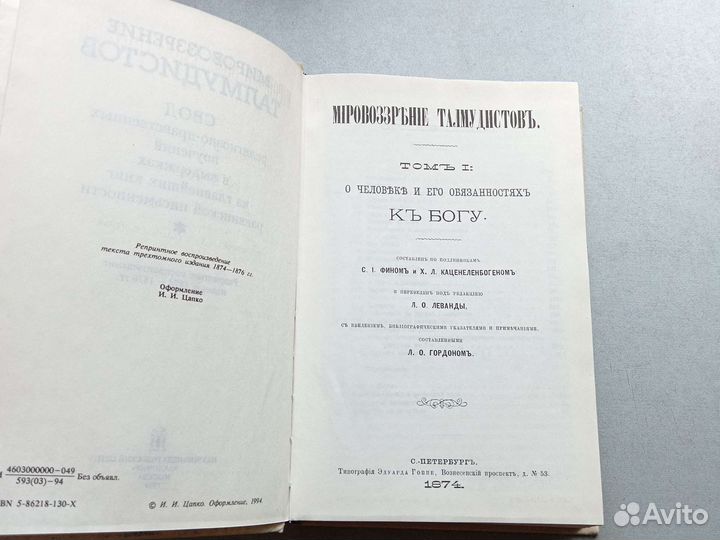 Репринтное воспроизведение
текста трехтомного издания 1874—1876 гг.
Оформление
И. И. Цапко
4603000000—049
593(03)—94
Без объявл.
BN 5-86218-130-X
© И. И. Цапко. Оформление, 1994.
МІРОВОЗЗРѢНІЕ ТАЛМУДИСТОВЪ.
ТОМЪ I:
О ЧЕЛОВѢКѢ И ЕГО ОБЯЗАННОСТЯХЪ
КЪ БОГУ.
СОСТАВЛЕНЪ ПО ПОДЛИННИКАМЪ
С. І. ФИНОМЪ И Х. Л. КАЦЕНЕЛЕНБОГЕНОМЪ
И ПЕРЕВЕДЕНЪ ПОДЪ РЕДАКЦІЕЮ
Л. О. ЛЕВАНДЫ,
СЪ ВВЕДЕНІЕМЪ, БИБЛІОГРАФИЧЕСКИМЪ УКАЗАТЕЛЕМЪ И ПРИМѢЧАНІЯМИ,
СОСТАВЛЕННЫМИ
Л. О. ГОРДОНОМЪ.
С.-ПЕТЕРБУРГЪ,
Типографія Эдуарда Гоппе, Вознесенскій проспектъ, д. № 53.
1874.
Avito